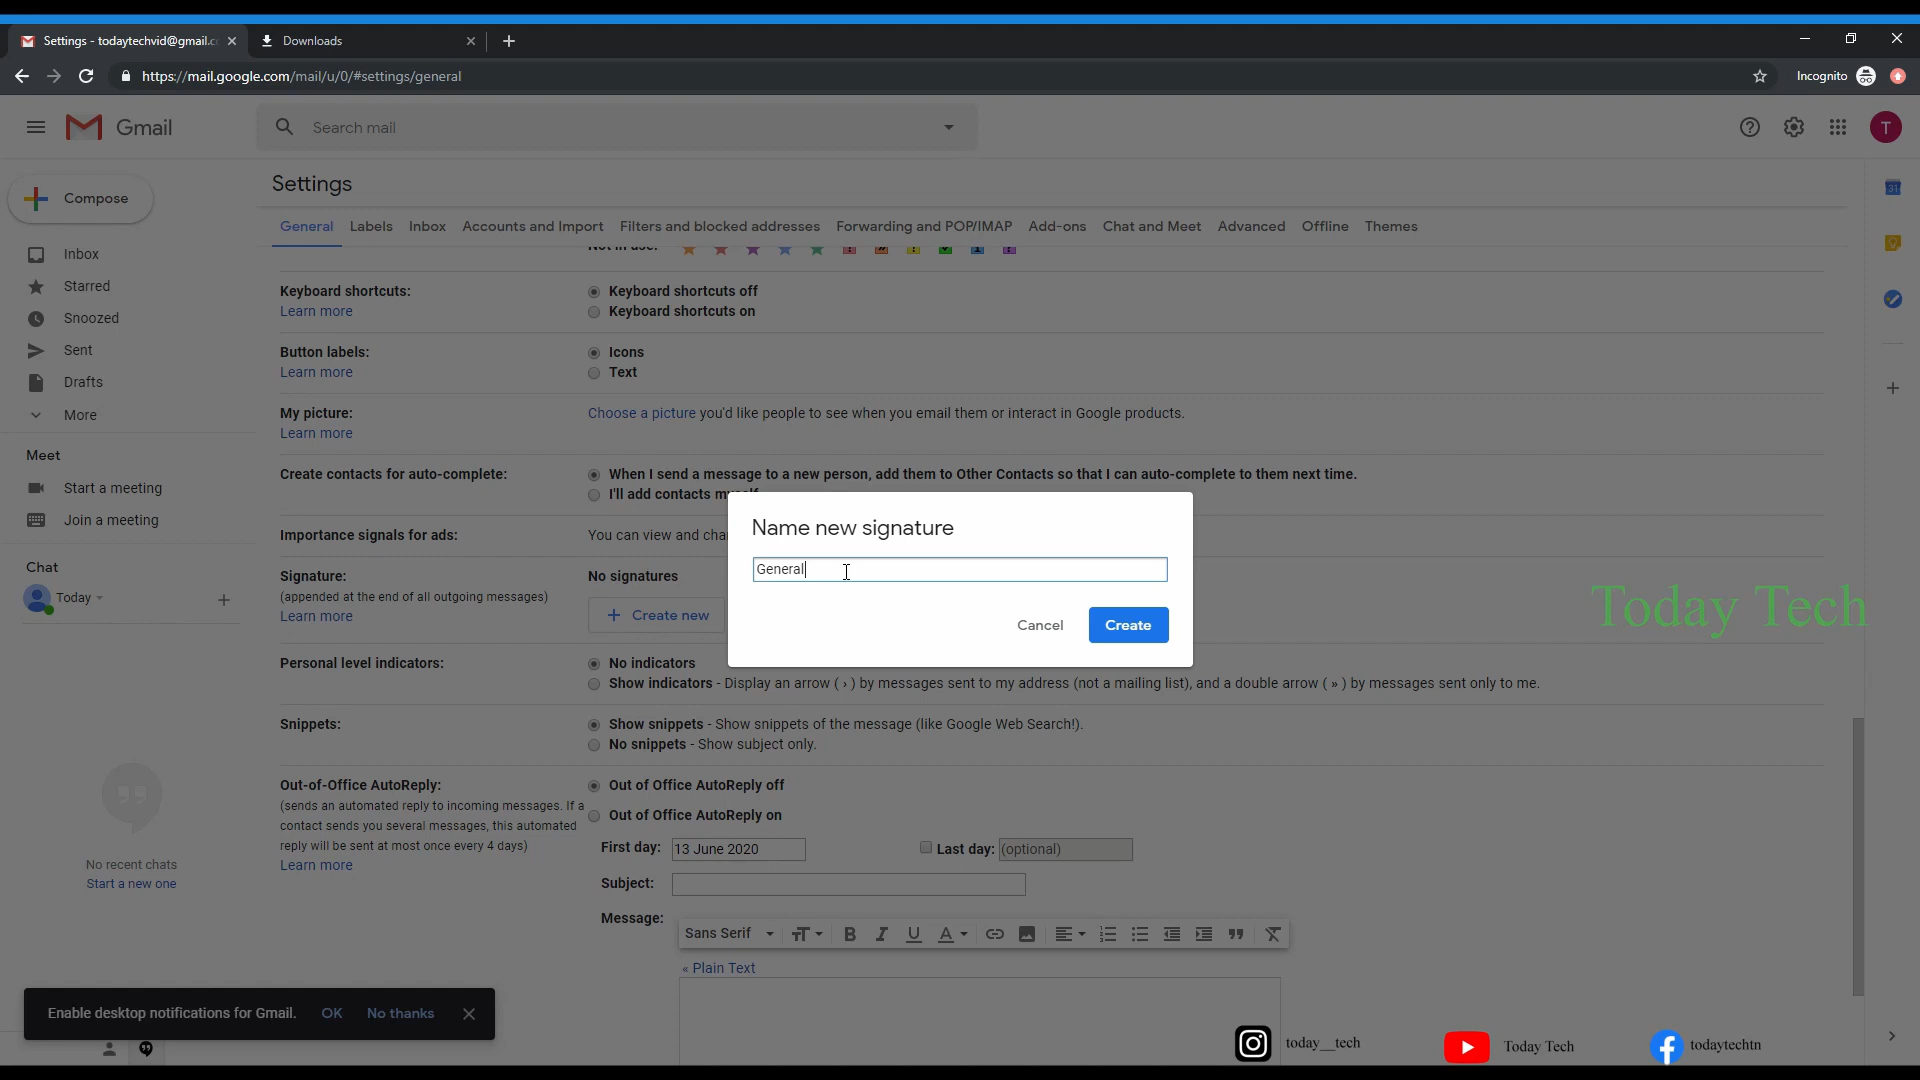 Settings - todaytechvid@gmail.c
Downloads
https://mail.google.com/mail/u/0/#settings/general
Incognito
Gmail
Search mail
T
Compose
Inbox
Starred
Snoozed
Sent
Drafts
More
Meet
Start a meeting
Join a meeting
Chat
Today
No recent chats
Start a new one
Settings
General Labels Inbox Accounts and Import Filters and blocked addresses Forwarding and POP/IMAP Add-ons Chat and Meet Advanced Offline Themes
Not in use:
Keyboard shortcuts:
Learn more
Keyboard shortcuts off
Keyboard shortcuts on
Button labels:
Learn more
Icons
Text
My picture:
Learn more
Choose a picture you'd like people to see when you email them or interact in Google products.
Create contacts for auto-complete:
When I send a message to a new person, add them to Other Contacts so that I can auto-complete to them next time.
I'll add contacts myself
Importance signals for ads:
You can view and cha
Signature:
(appended at the end of all outgoing messages)
Learn more
No signatures
+ Create new
Name new signature
General
Cancel
Create
Personal level indicators:
No indicators
Show indicators - Display an arrow ( › ) by messages sent to my address (not a mailing list), and a double arrow ( » ) by messages sent only to me.
Snippets:
Show snippets - Show snippets of the message (like Google Web Search!).
No snippets - Show subject only.
Out-of-Office AutoReply:
(sends an automated reply to incoming messages. If a
contact sends you several messages, this automated
reply will be sent at most once every 4 days)
Learn more
Out of Office AutoReply off
Out of Office AutoReply on
First day: 13 June 2020
Last day: (optional)
Subject:
Message:
Sans Serif
« Plain Text
31
Today Tech
Enable desktop notifications for Gmail. OK No thanks
today__tech
Today Tech
todaytechtn